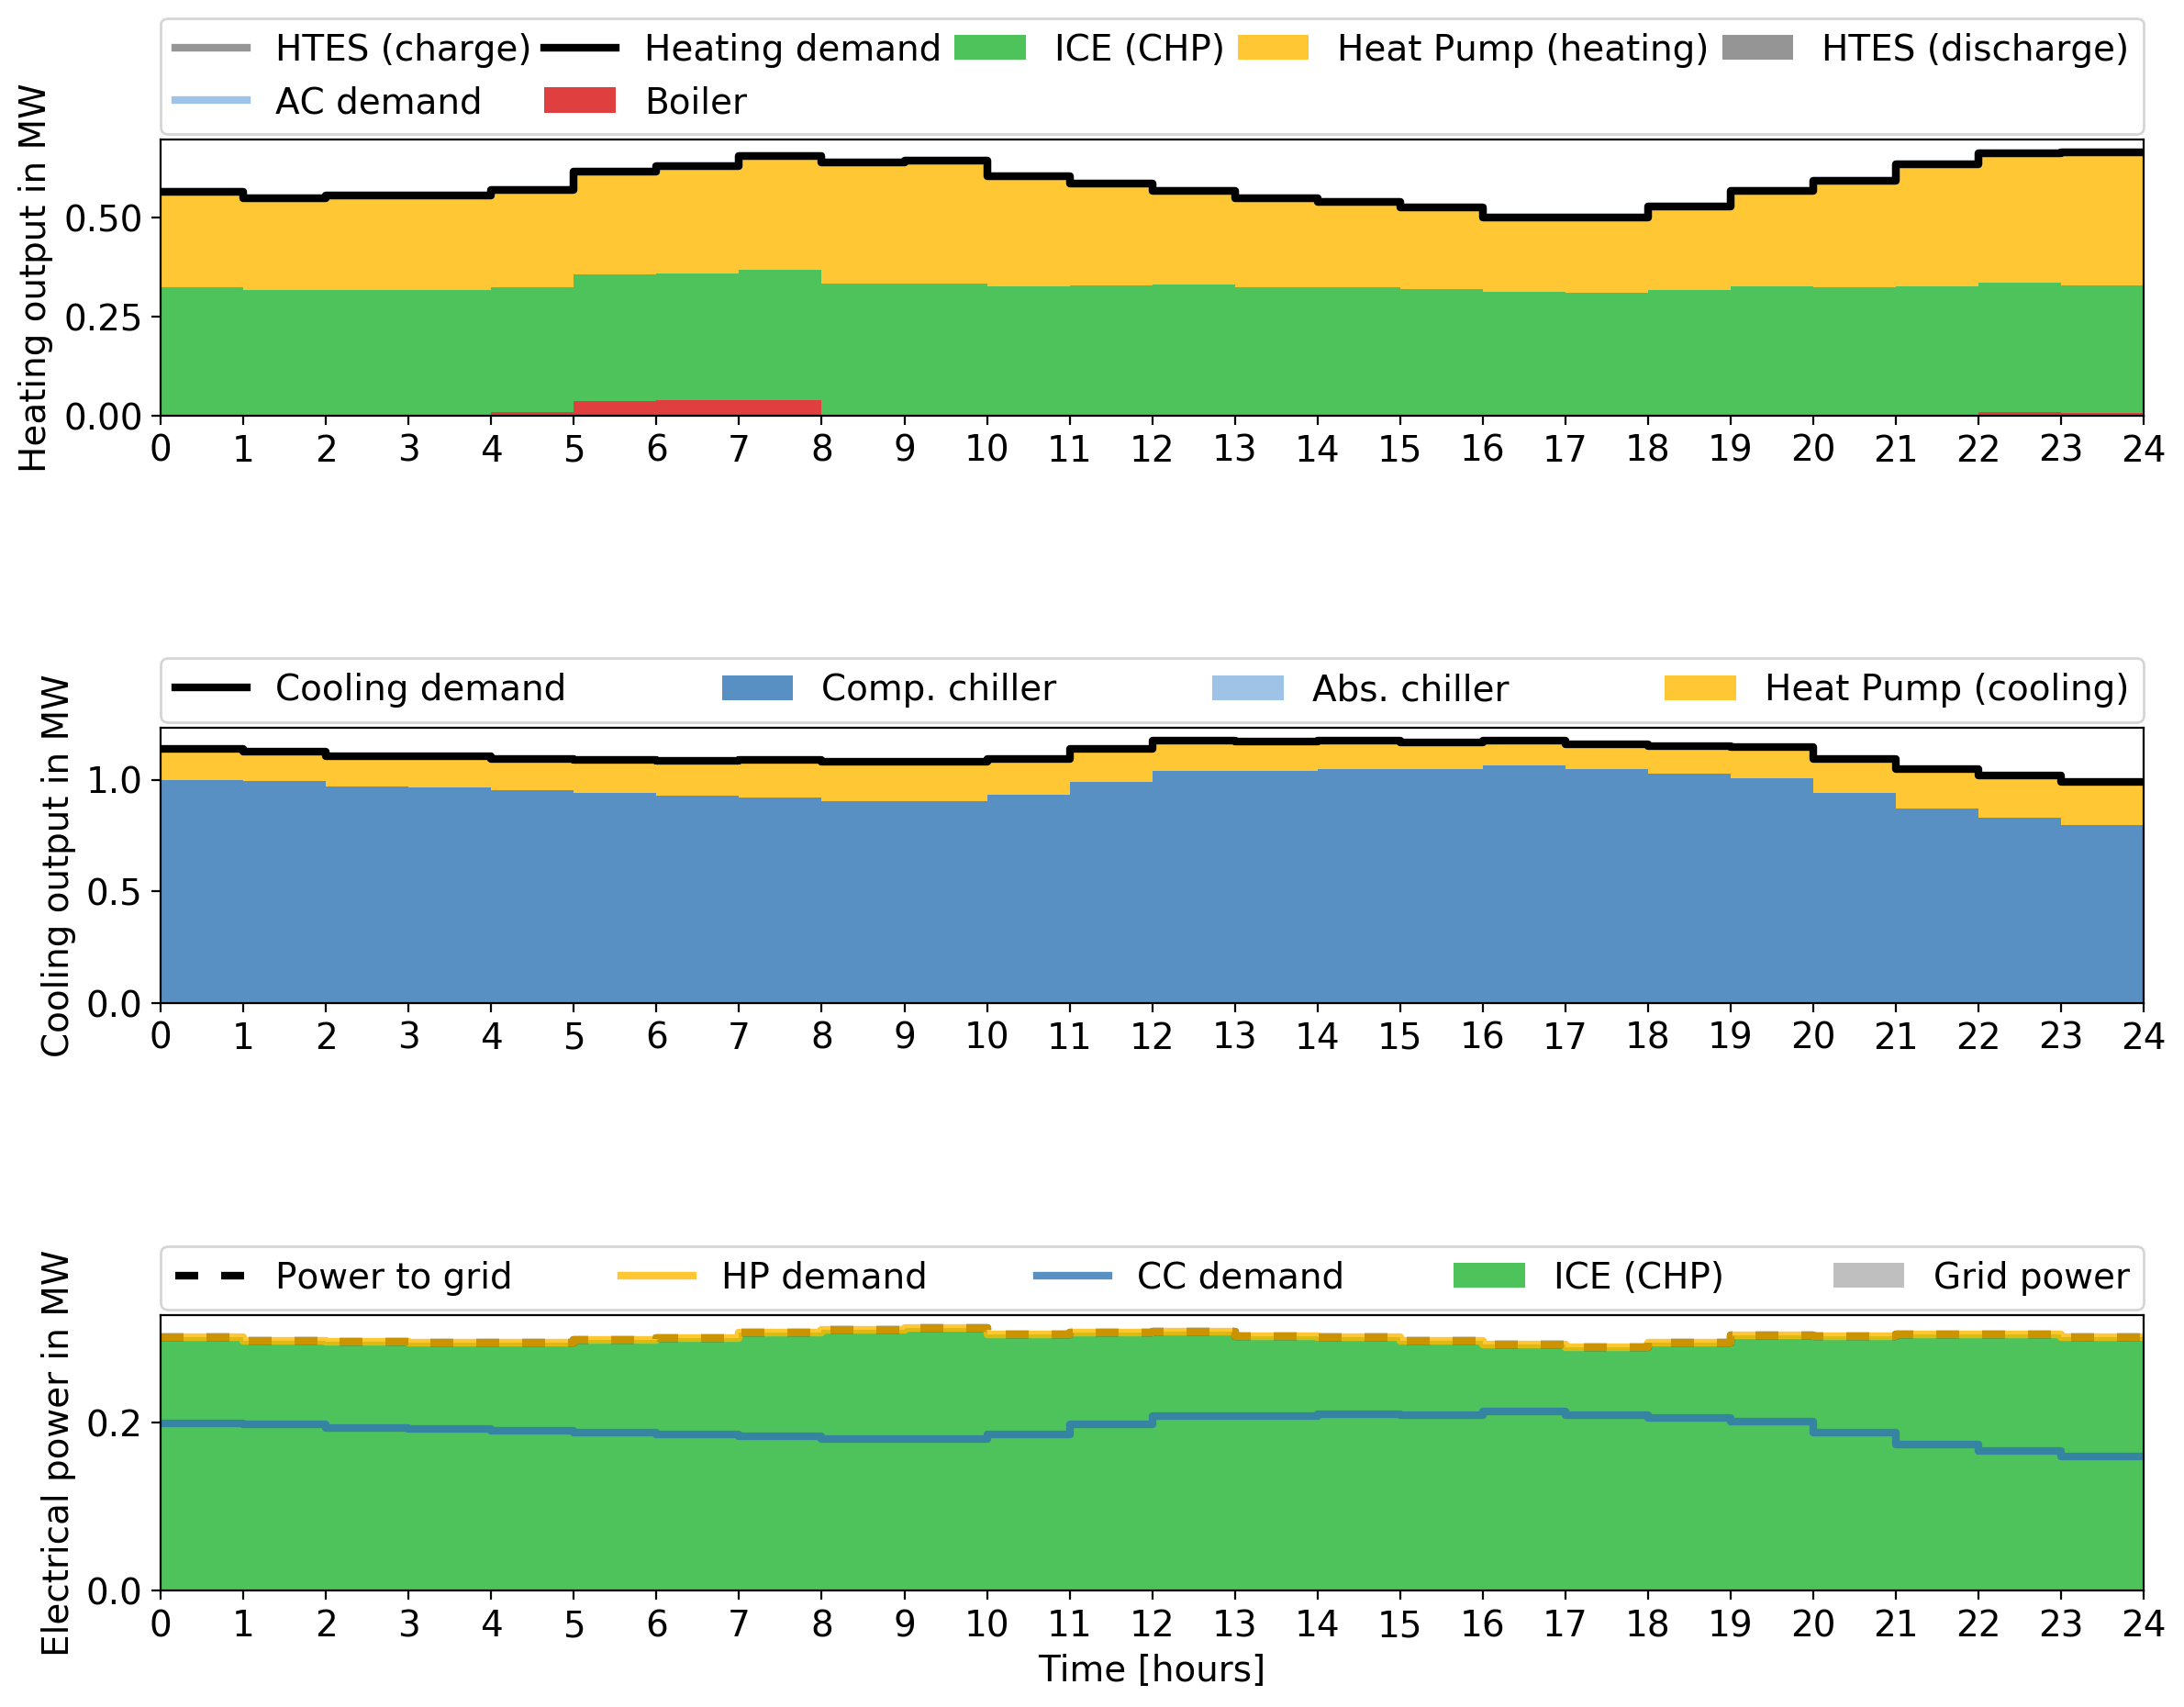 HTES (charge) Heating demand ICE (CHP) Heat Pump (heating) HTES (discharge)
AC demand Boiler
Heating output in MW
0.50
0.25
0.00
0 1 2 3 4 5 6 7 8 9 10 11 12 13 14 15 16 17 18 19 20 21 22 23 24
Cooling demand Comp. chiller Abs. chiller Heat Pump (cooling)
Cooling output in MW
1.0
0.5
0.0
0 1 2 3 4 5 6 7 8 9 10 11 12 13 14 15 16 17 18 19 20 21 22 23 24
Power to grid HP demand CC demand ICE (CHP) Grid power
Electrical power in MW
0.2
0.0
0 1 2 3 4 5 6 7 8 9 10 11 12 13 14 15 16 17 18 19 20 21 22 23 24
Time [hours]